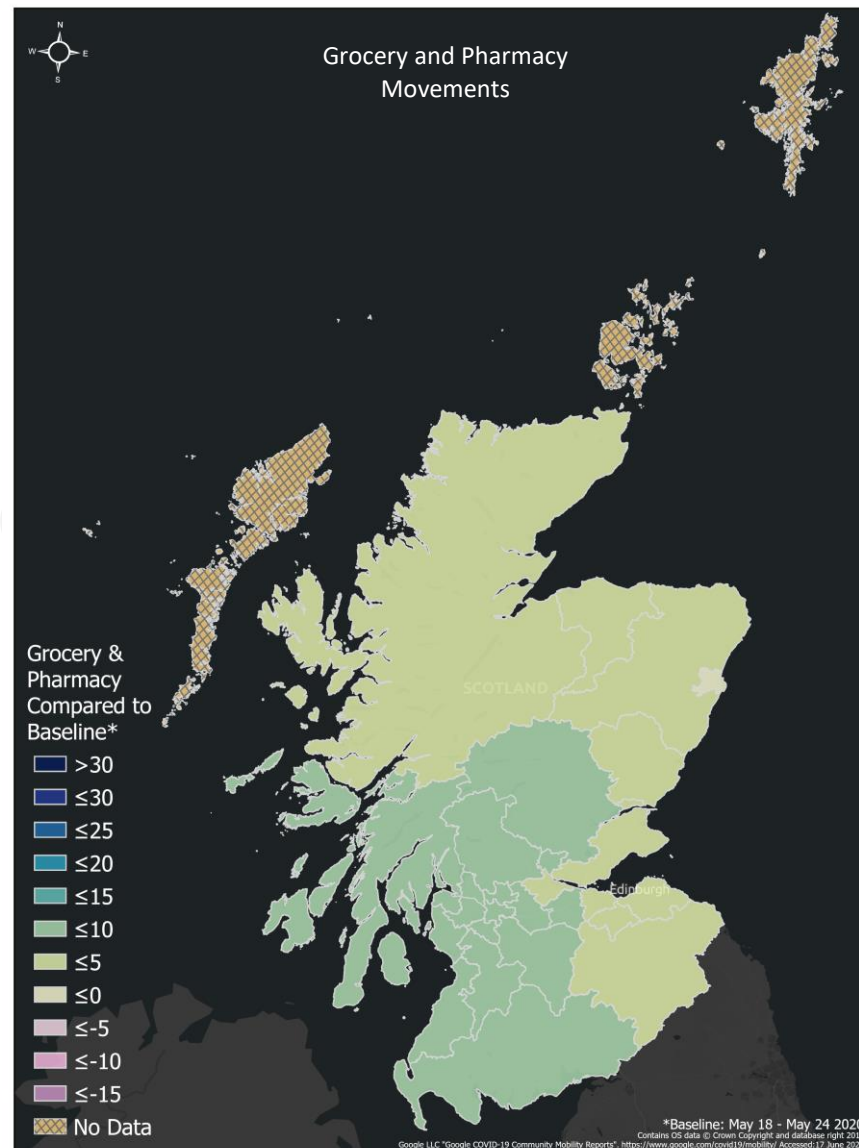 N
W E
S
Grocery and Pharmacy
Movements
SCOTLAND
Edinburgh
Grocery &
Pharmacy
Compared to
Baseline*
>30
≤30
≤25
≤20
≤15
≤10
≤5
≤0
≤-5
≤-10
≤-15
No Data
*Baseline: May 18 - May 24 2020
Contains OS data © Crown Copyright and database right
Google LLC "Google COVID-19 Community Mobility Reports". https://www.google.com/covid19/mobility/ Accessed:17 June